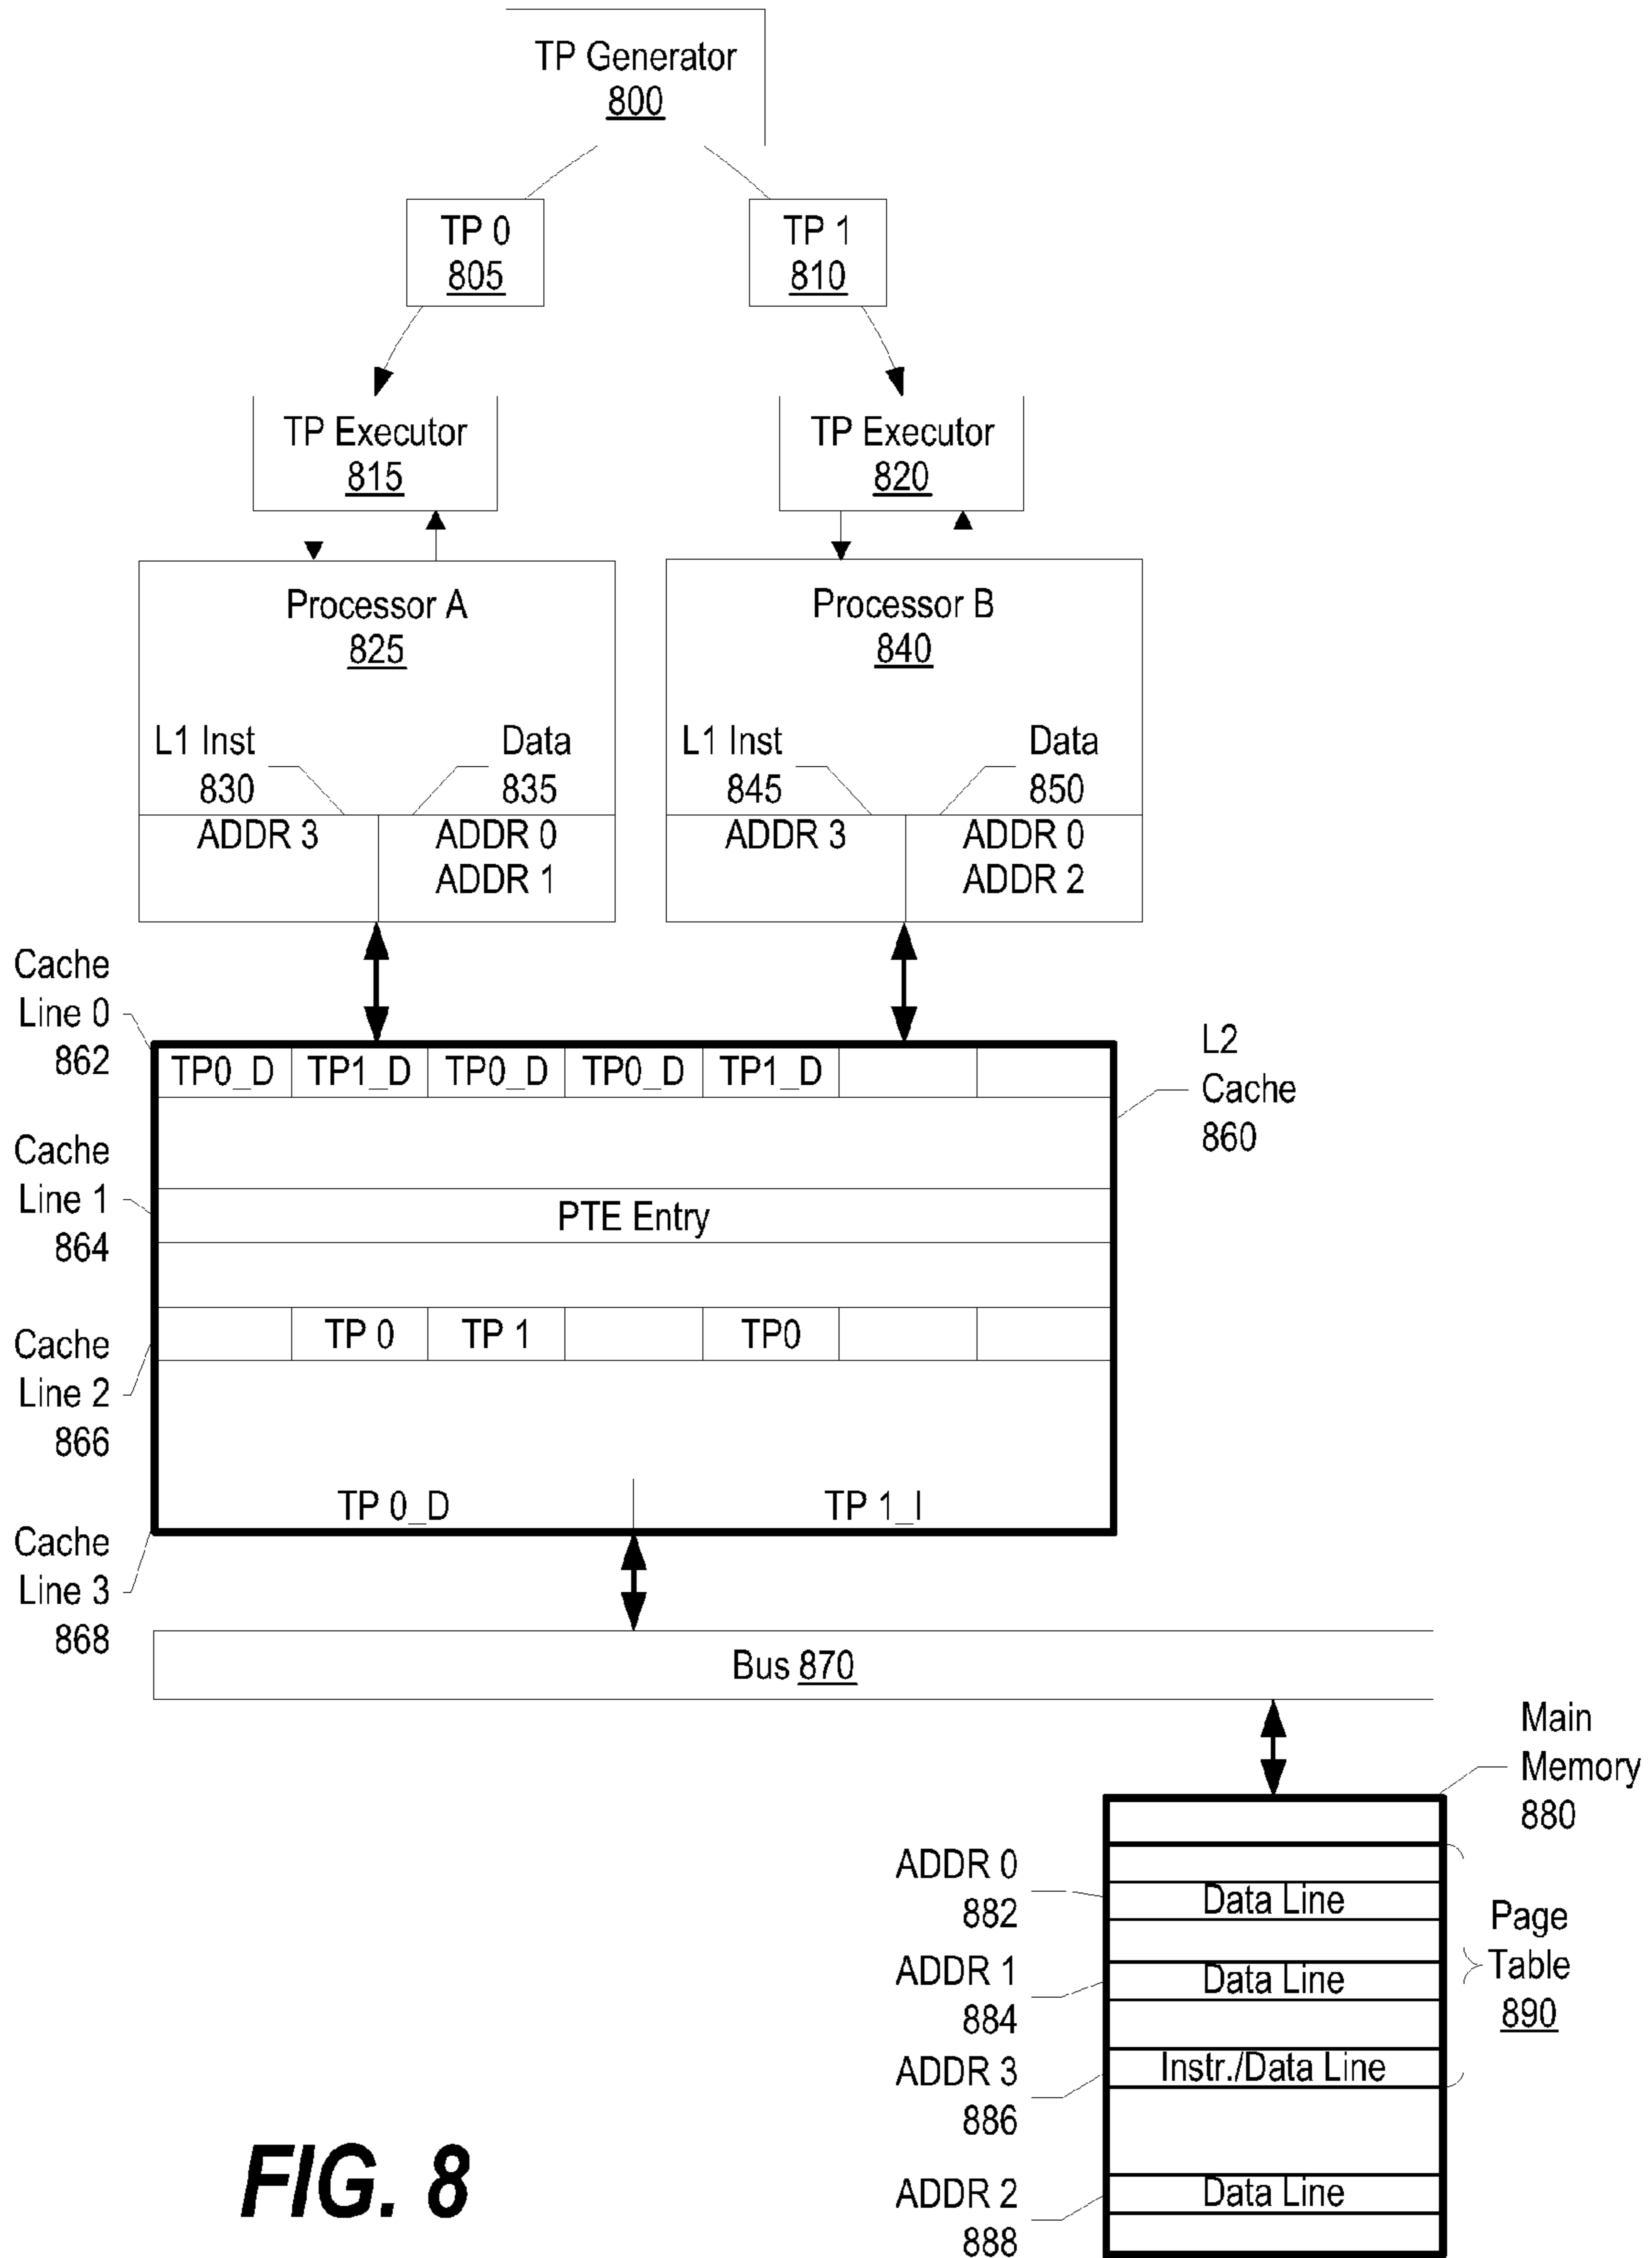 TP Generator
800
TP 0
805
TP 1
810
TP Executor
815
TP Executor
820
Processor A
825
Processor B
840
L1 Inst
830
Data
835
L1 Inst
845
Data
850
ADDR 3
ADDR 0
ADDR 1
ADDR 3
ADDR 0
ADDR 2
Cache
Line 0
862
TP0_D TP1_D TP0_D TP0_D TP1_D
L2
Cache
860
Cache
Line 1
864
PTE Entry
Cache
Line 2
866
TP 0 TP 1 TP0
Cache
Line 3
868
TP 0_D TP 1_I
Bus 870
Main
Memory
880
ADDR 0
882
Data Line
ADDR 1
884
Data Line
Page
Table
890
ADDR 3
886
Instr./Data Line
ADDR 2
888
Data Line
FIG. 8